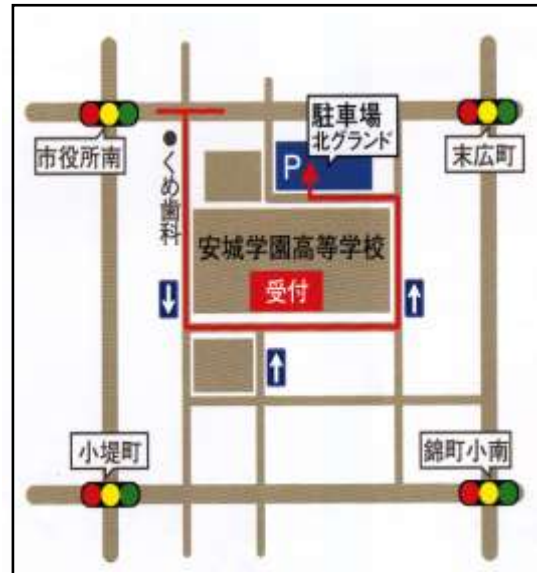 駐車場
北グランド
P
市役所南
末広町
くめ歯科
安城学園高等学校
受付
小堤町
錦町小南